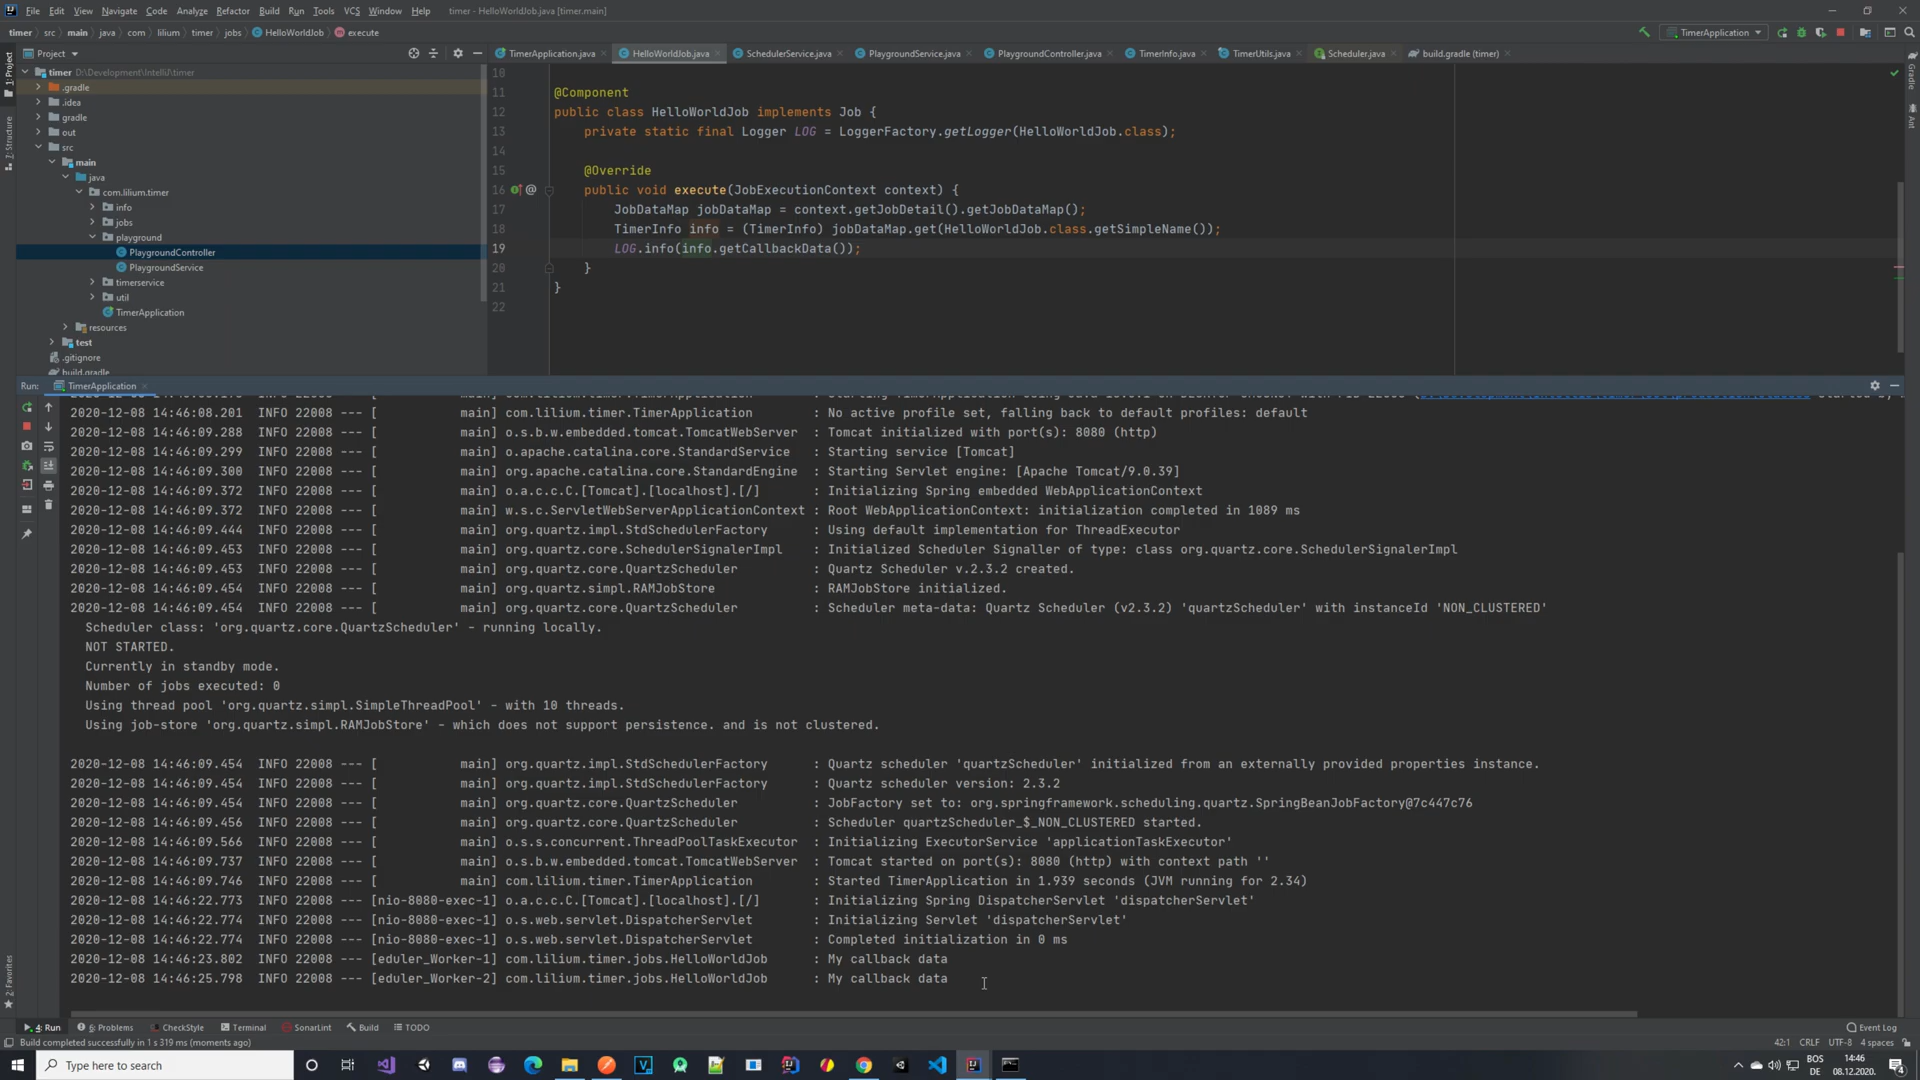 File Edit View Navigate Code Analyze Refactor Build Run Tools VCS Window Help timer - HelloWorldJob.java [timer.main]
timer src main java com lilium timer jobs HelloWorldJob execute
TimerApplication
Project
TimerApplication.java HelloWorldJob.java SchedulerService.java PlaygroundService.java PlaygroundController.java TimerInfo.java TimerUtils.java Scheduler.java build.gradle (timer)
timer D:\Development\IntelliJ\timer
.gradle
.idea
gradle
out
src
main
java
com.lilium.timer
info
jobs
playground
PlaygroundController
PlaygroundService
timerservice
util
TimerApplication
resources
test
.gitignore
build.gradle
1: Project
7: Structure
2: Favorites
Gradle
Ant
10
11 @Component
12 public class HelloWorldJob implements Job {
13 private static final Logger LOG = LoggerFactory.getLogger(HelloWorldJob.class);
14
15 @Override
16 public void execute(JobExecutionContext context) {
17 JobDataMap jobDataMap = context.getJobDetail().getJobDataMap();
18 TimerInfo info = (TimerInfo) jobDataMap.get(HelloWorldJob.class.getSimpleName());
19 LOG.info(info.getCallbackData());
20 }
21 }
22
Run: TimerApplication
2020-12-08 14:46:08.201 INFO 22008 --- [ main] com.lilium.timer.TimerApplication : No active profile set, falling back to default profiles: default
2020-12-08 14:46:09.288 INFO 22008 --- [ main] o.s.b.w.embedded.tomcat.TomcatWebServer : Tomcat initialized with port(s): 8080 (http)
2020-12-08 14:46:09.299 INFO 22008 --- [ main] o.apache.catalina.core.StandardService : Starting service [Tomcat]
2020-12-08 14:46:09.300 INFO 22008 --- [ main] org.apache.catalina.core.StandardEngine : Starting Servlet engine: [Apache Tomcat/9.0.39]
2020-12-08 14:46:09.372 INFO 22008 --- [ main] o.a.c.c.C.[Tomcat].[localhost].[/] : Initializing Spring embedded WebApplicationContext
2020-12-08 14:46:09.372 INFO 22008 --- [ main] w.s.c.ServletWebServerApplicationContext : Root WebApplicationContext: initialization completed in 1089 ms
2020-12-08 14:46:09.444 INFO 22008 --- [ main] org.quartz.impl.StdSchedulerFactory : Using default implementation for ThreadExecutor
2020-12-08 14:46:09.453 INFO 22008 --- [ main] org.quartz.core.SchedulerSignalerImpl : Initialized Scheduler Signaller of type: class org.quartz.core.SchedulerSignalerImpl
2020-12-08 14:46:09.453 INFO 22008 --- [ main] org.quartz.core.QuartzScheduler : Quartz Scheduler v.2.3.2 created.
2020-12-08 14:46:09.454 INFO 22008 --- [ main] org.quartz.simpl.RAMJobStore : RAMJobStore initialized.
2020-12-08 14:46:09.454 INFO 22008 --- [ main] org.quartz.core.QuartzScheduler : Scheduler meta-data: Quartz Scheduler (v2.3.2) 'quartzScheduler' with instanceId 'NON_CLUSTERED'
Scheduler class: 'org.quartz.core.QuartzScheduler' - running locally.
NOT STARTED.
Currently in standby mode.
Number of jobs executed: 0
Using thread pool 'org.quartz.simpl.SimpleThreadPool' - with 10 threads.
Using job-store 'org.quartz.simpl.RAMJobStore' - which does not support persistence. and is not clustered.
2020-12-08 14:46:09.454 INFO 22008 --- [ main] org.quartz.impl.StdSchedulerFactory : Quartz scheduler 'quartzScheduler' initialized from an externally provided properties instance.
2020-12-08 14:46:09.454 INFO 22008 --- [ main] org.quartz.impl.StdSchedulerFactory : Quartz scheduler version: 2.3.2
2020-12-08 14:46:09.454 INFO 22008 --- [ main] org.quartz.core.QuartzScheduler : JobFactory set to: org.springframework.scheduling.quartz.SpringBeanJobFactory@7c447c76
2020-12-08 14:46:09.456 INFO 22008 --- [ main] org.quartz.core.QuartzScheduler : Scheduler quartzScheduler_$_NON_CLUSTERED started.
2020-12-08 14:46:09.566 INFO 22008 --- [ main] o.s.s.concurrent.ThreadPoolTaskExecutor : Initializing ExecutorService 'applicationTaskExecutor'
2020-12-08 14:46:09.737 INFO 22008 --- [ main] o.s.b.w.embedded.tomcat.TomcatWebServer : Tomcat started on port(s): 8080 (http) with context path ''
2020-12-08 14:46:09.746 INFO 22008 --- [ main] com.lilium.timer.TimerApplication : Started TimerApplication in 1.939 seconds (JVM running for 2.34)
2020-12-08 14:46:22.773 INFO 22008 --- [nio-8080-exec-1] o.a.c.c.C.[Tomcat].[localhost].[/] : Initializing Spring DispatcherServlet 'dispatcherServlet'
2020-12-08 14:46:22.774 INFO 22008 --- [nio-8080-exec-1] o.s.web.servlet.DispatcherServlet : Initializing Servlet 'dispatcherServlet'
2020-12-08 14:46:22.774 INFO 22008 --- [nio-8080-exec-1] o.s.web.servlet.DispatcherServlet : Completed initialization in 0 ms
2020-12-08 14:46:23.802 INFO 22008 --- [eduler_Worker-1] com.lilium.timer.jobs.HelloWorldJob : My callback data
2020-12-08 14:46:25.798 INFO 22008 --- [eduler_Worker-2] com.lilium.timer.jobs.HelloWorldJob : My callback data
4: Run 6: Problems CheckStyle Terminal SonarLint Build TODO Event Log
Build completed successfully in 1 s 319 ms (moments ago) 42:1 CRLF UTF-8 4 spaces
Type here to search
BOS
DE
14:46
08.12.2020.
4